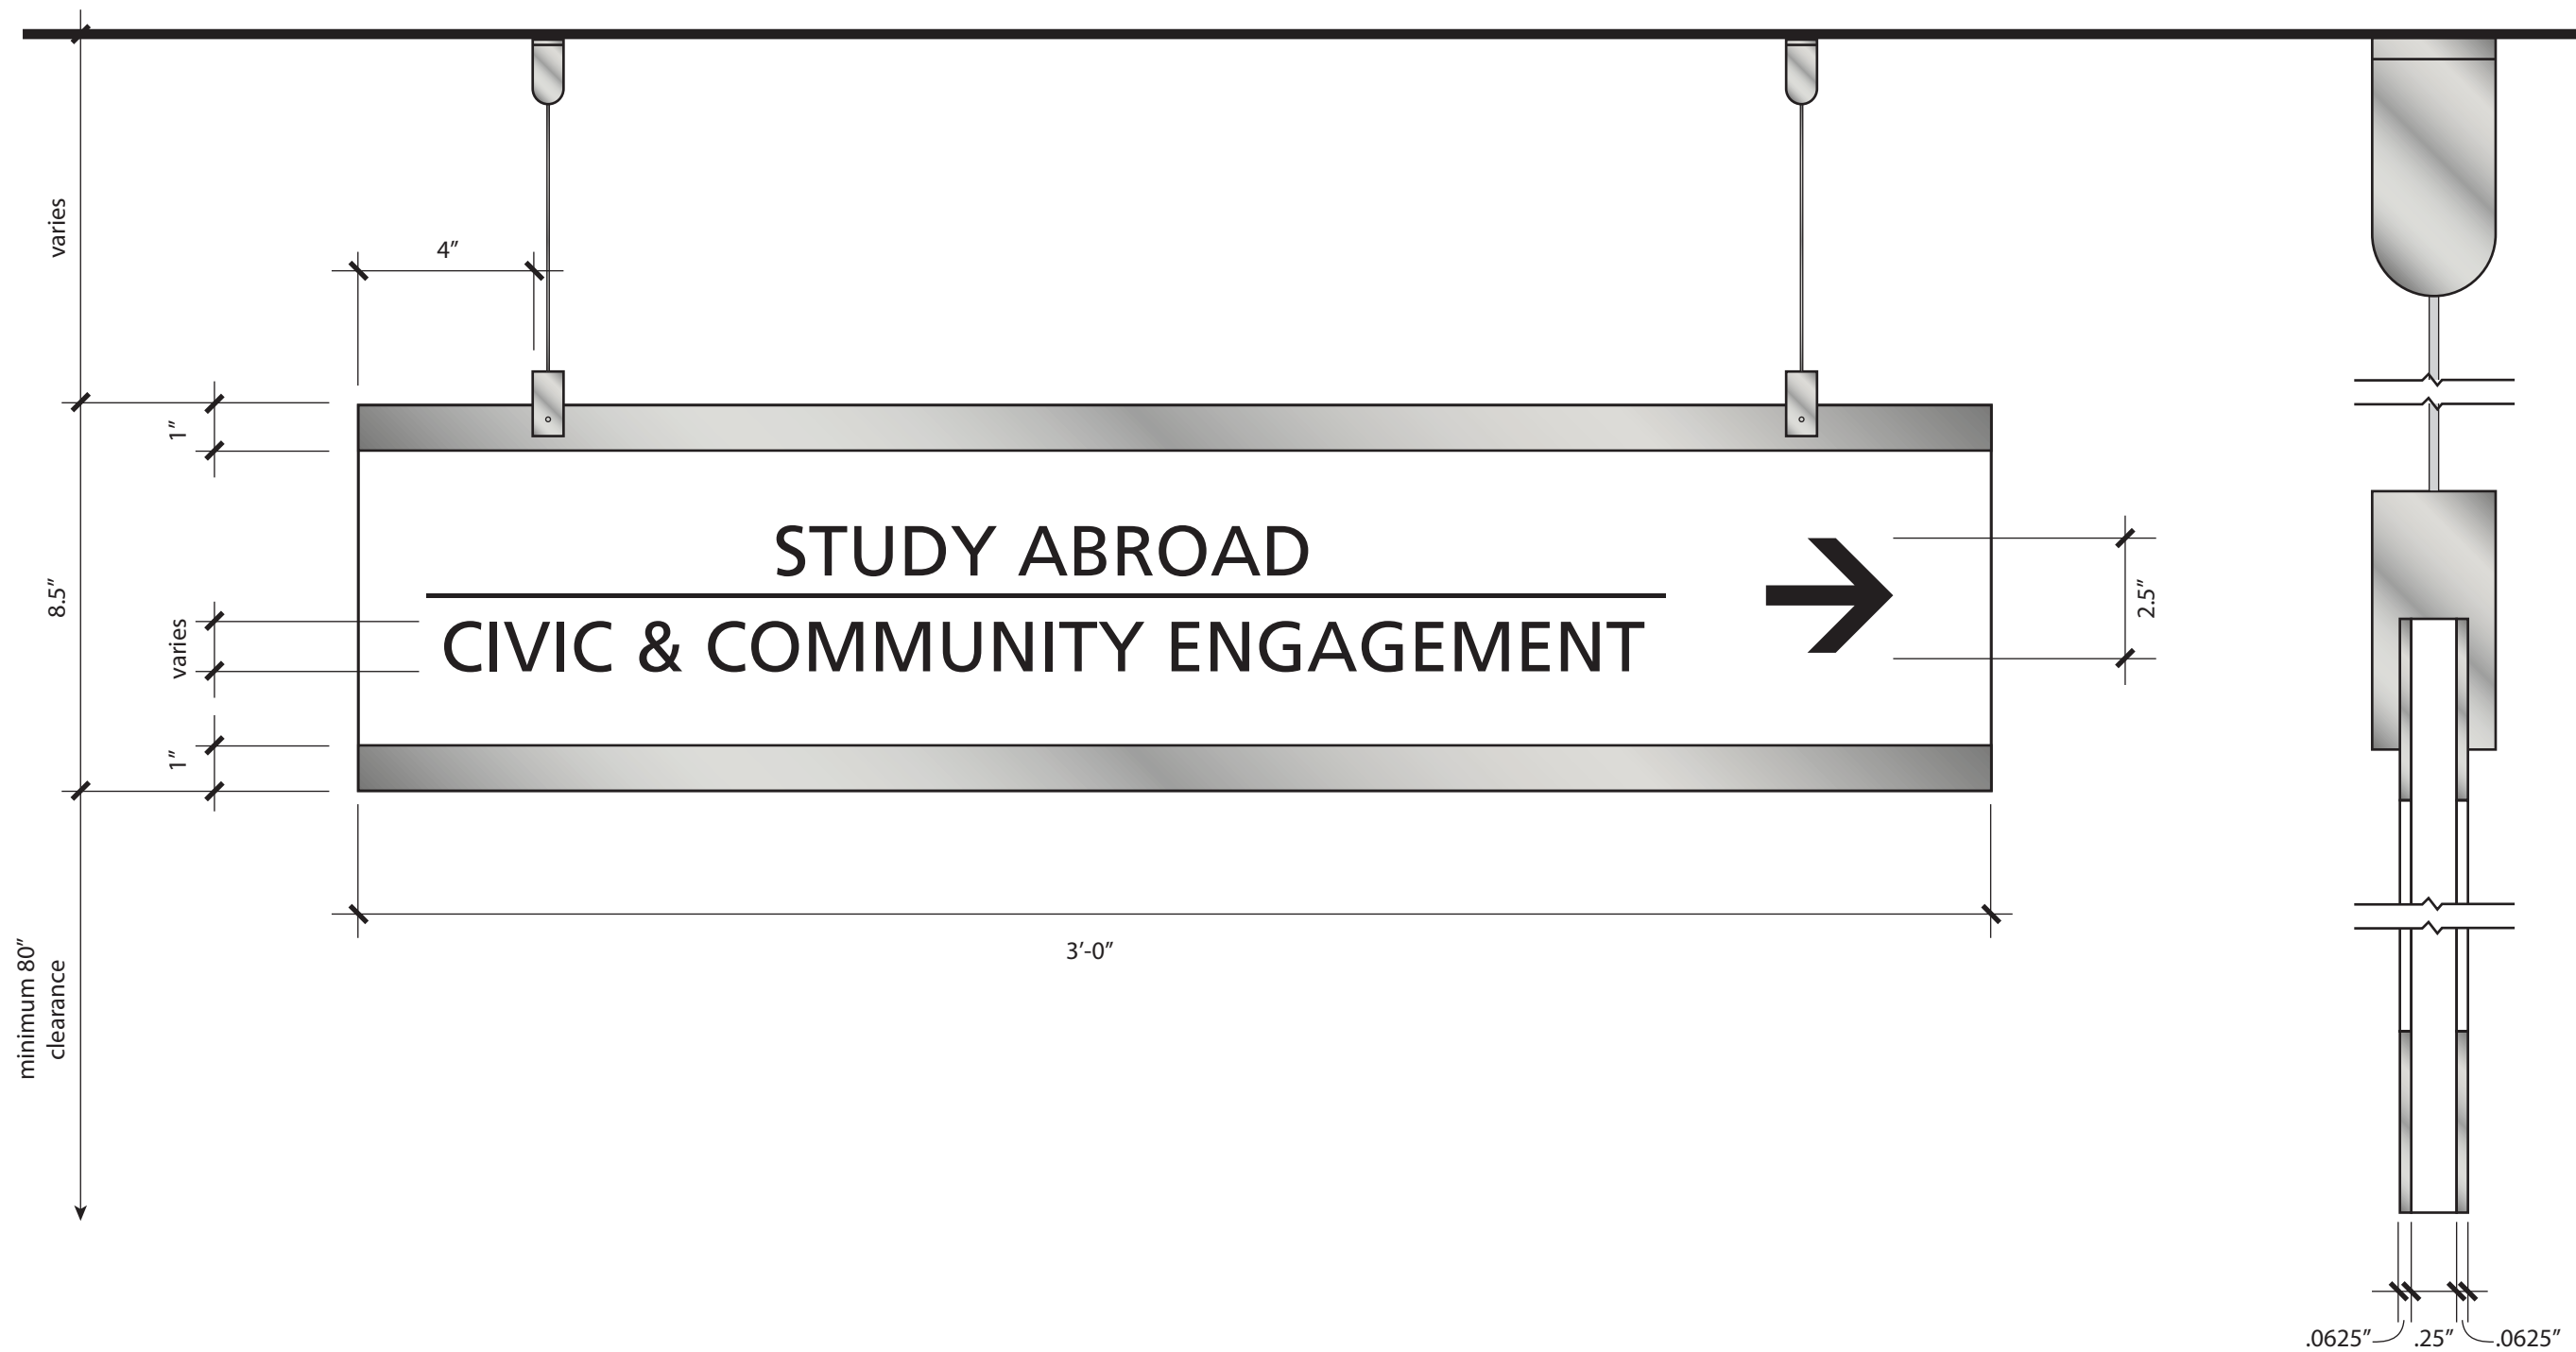 varies
4”
1”
STUDY ABROAD
CIVIC & COMMUNITY ENGAGEMENT
8.5”
varies
2.5”
1”
3’-0”
minimum 80”
clearance
.0625”
.25”
.0625”